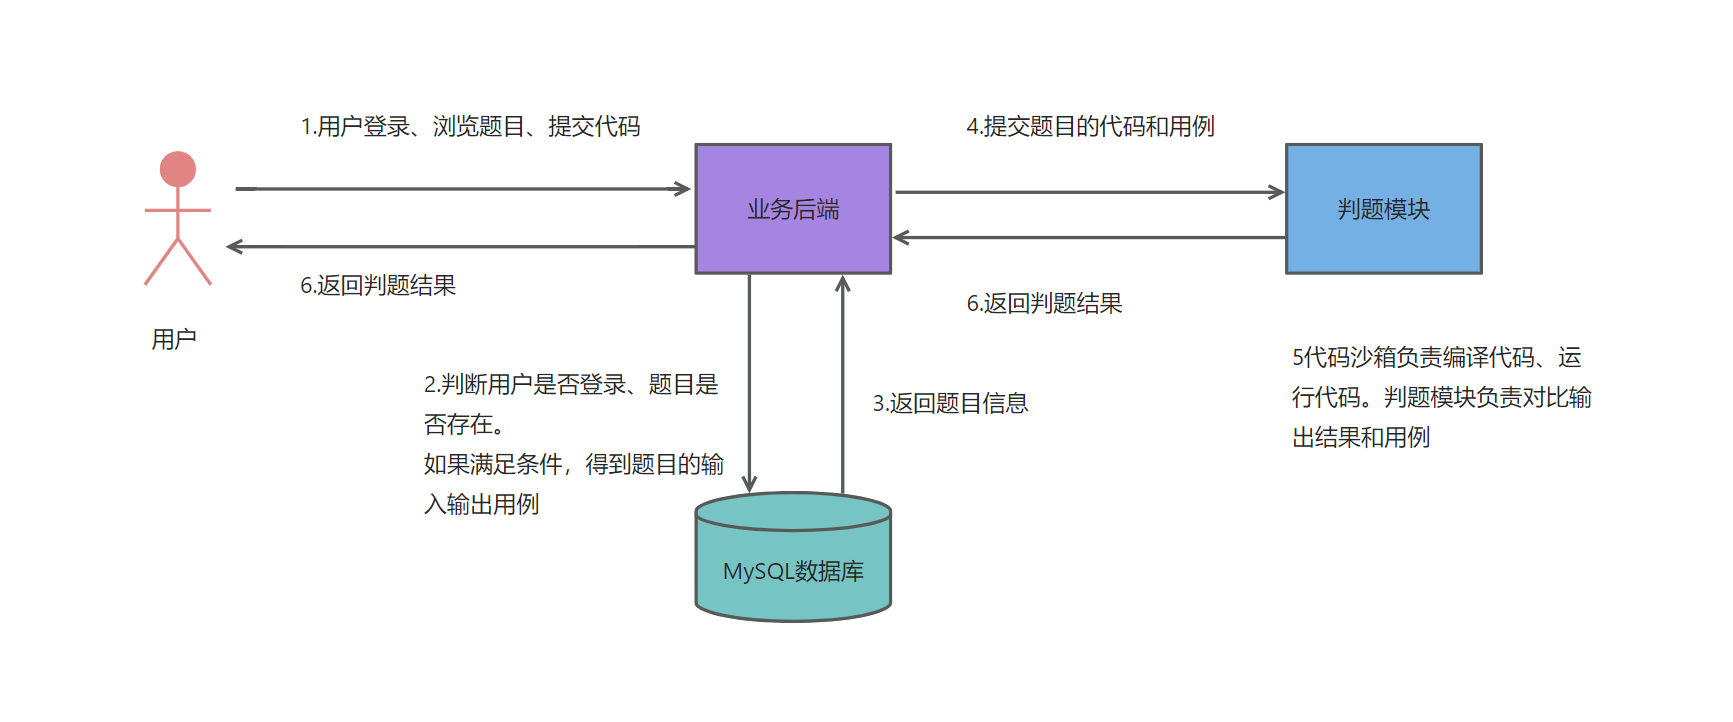 1.用户登录、浏览题目、提交代码
4.提交题目的代码和用例
业务后端
判题模块
6.返回判题结果
6.返回判题结果
用户
5代码沙箱负责编译代码、运
行代码。判题模块负责对比输
出结果和用例
2.判断用户是否登录、题目是
否存在。
如果满足条件，得到题目的输
入输出用例
3.返回题目信息
MySQL数据库